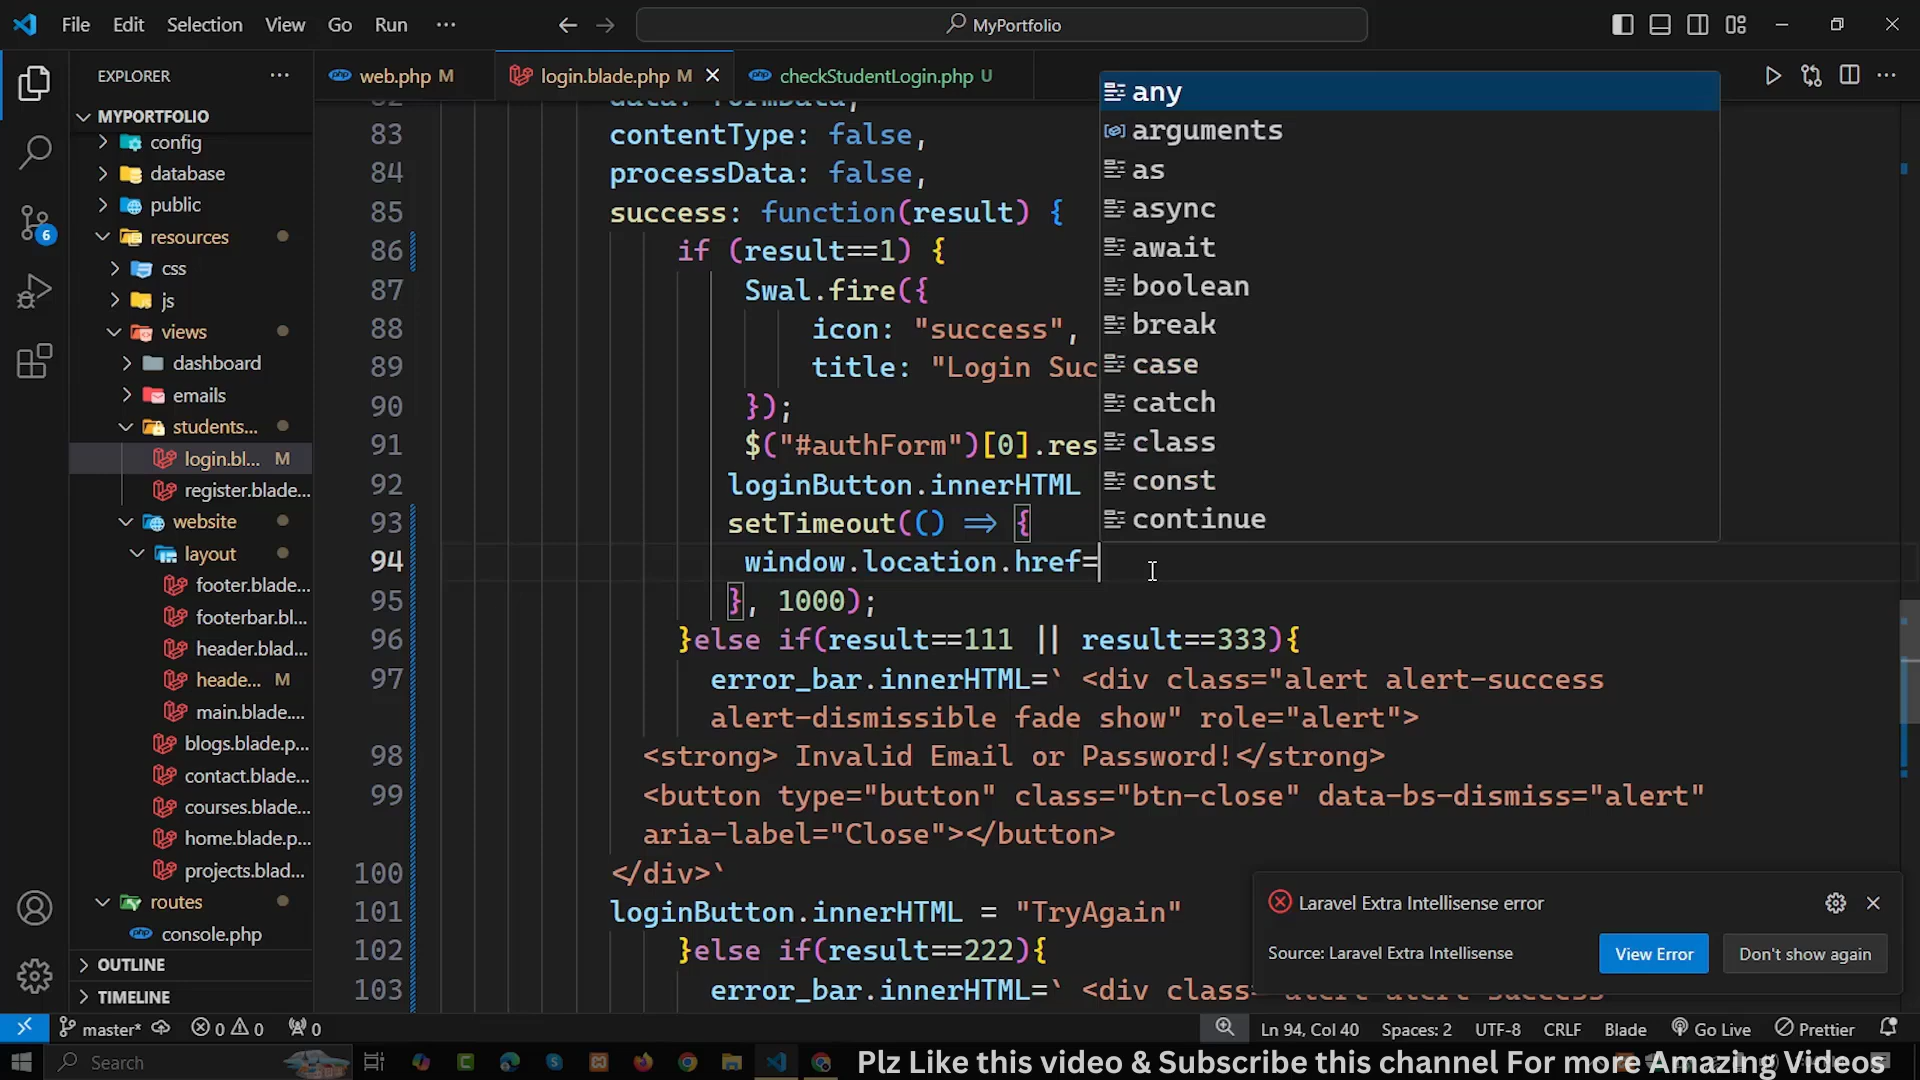 File Edit Selection View Go Run ···
MyPortfolio
EXPLORER
web.php M
login.blade.php M
checkStudentLogin.php U
MYPORTFOLIO
config
database
public
resources
css
js
views
dashboard
emails
students...
login.bl... M
register.blade...
website
layout
footer.blade...
footerbar.bl...
header.blad...
heade... M
main.blade....
blogs.blade.p...
contact.blade...
courses.blade...
home.blade.p...
projects.blad...
routes
console.php
OUTLINE
TIMELINE
6
82 data: formData,
83 contentType: false,
84 processData: false,
85 success: function(result) {
86 if (result==1) {
87 Swal.fire({
88 icon: "success",
89 title: "Login Suc
90 });
91 $("#authForm")[0].res
92 loginButton.innerHTML
93 setTimeout(() => {
94 window.location.href=
95 }, 1000);
96 }else if(result==111 || result==333){
97 error_bar.innerHTML=` <div class="alert alert-success
alert-dismissible fade show" role="alert">
98 <strong> Invalid Email or Password!</strong>
99 <button type="button" class="btn-close" data-bs-dismiss="alert"
aria-label="Close"></button>
100 </div>`
101 loginButton.innerHTML = "TryAgain"
102 }else if(result==222){
103 error_bar.innerHTML=` <div class="alert alert-success
any
arguments
as
async
await
boolean
break
case
catch
class
const
continue
Laravel Extra Intellisense error
Source: Laravel Extra Intellisense
View Error
Don't show again
master* 0 0 0
Ln 94, Col 40 Spaces: 2 UTF-8 CRLF Blade Go Live Prettier
Search
Plz Like this video & Subscribe this channel For more Amazing Videos